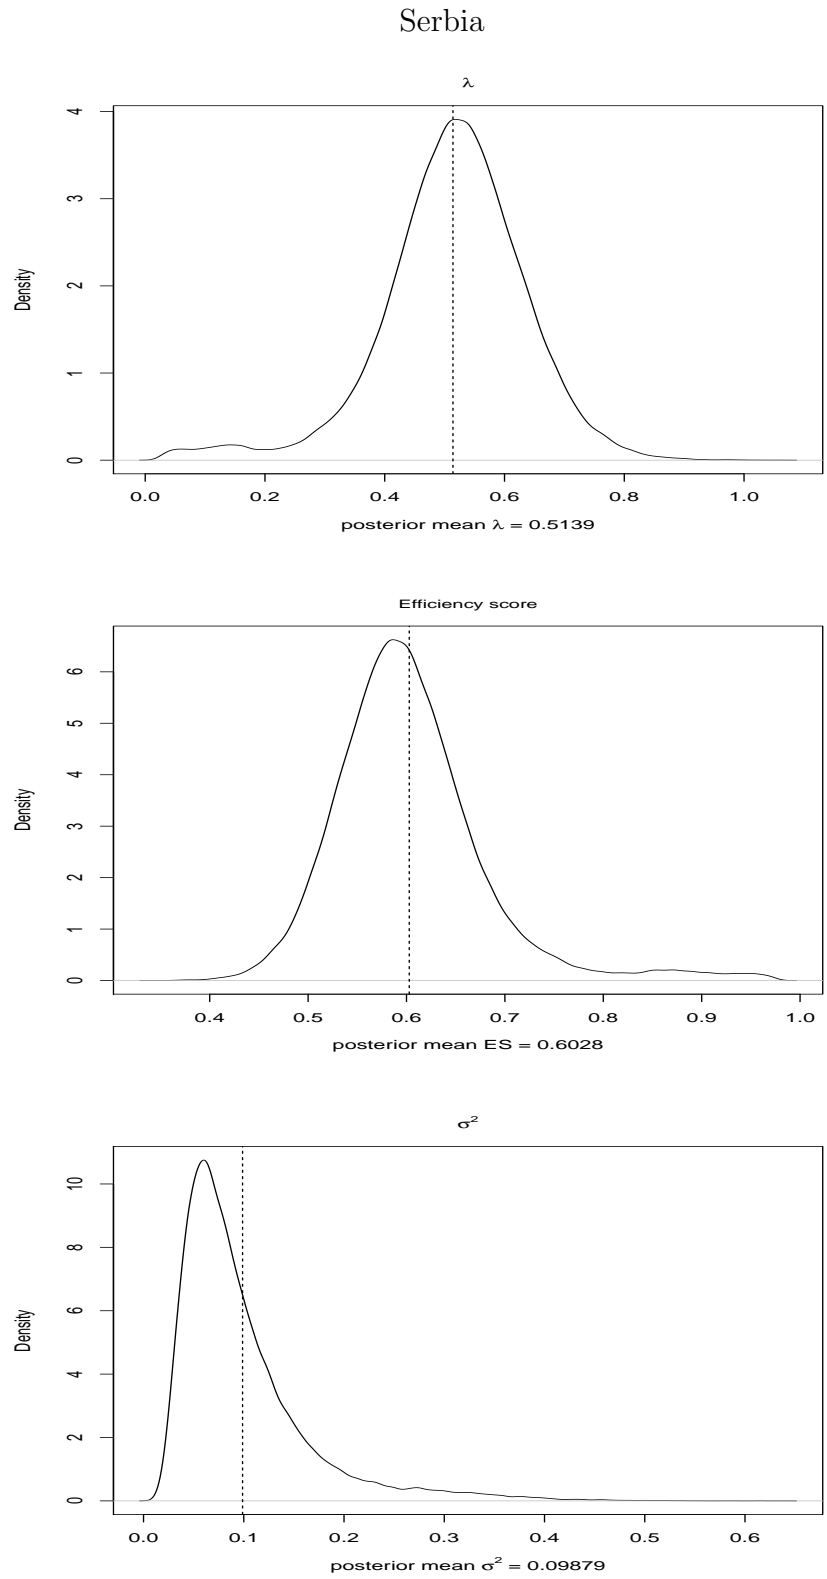 Serbia
λ
Density
4
3
2
1
0
0.0 0.2 0.4 0.6 0.8 1.0
posterior mean λ = 0.5139
Efficiency score
Density
6
5
4
3
2
1
0
0.4 0.5 0.6 0.7 0.8 0.9 1.0
posterior mean ES = 0.6028
σ²
Density
10
8
6
4
2
0
0.0 0.1 0.2 0.3 0.4 0.5 0.6
posterior mean σ² = 0.09879